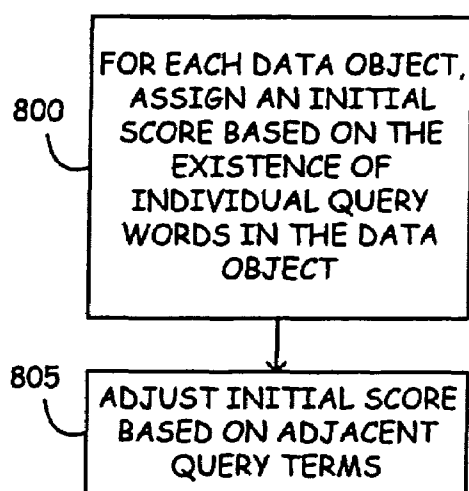 FOR EACH DATA OBJECT,
800
ASSIGN AN INITIAL
SCORE BASED ON THE
EXISTENCE OF
INDIVIDUAL QUERY
WORDS IN THE DATA
OBJECT
805
ADJUST INITIAL SCORE
BASED ON ADJACENT
QUERY TERMS